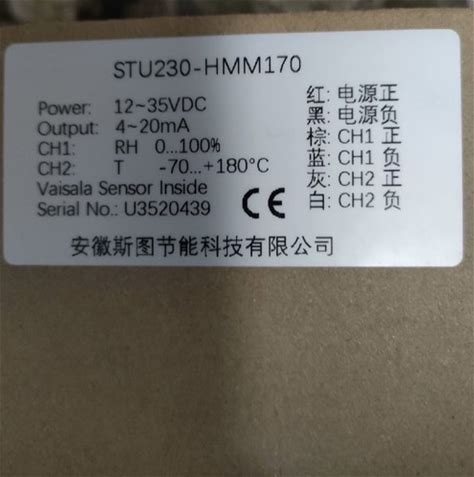 STU230-HMM170
Power: 12~35VDC
Output: 4~20mA
CH1: RH 0...100%
CH2: T -70...+180°C
Vaisala Sensor Inside
Serial No.: U3520439
CE
红: 电源正
黑: 电源负
棕: CH1 正
蓝: CH1 负
灰: CH2 正
白: CH2 负
安徽斯图节能科技有限公司